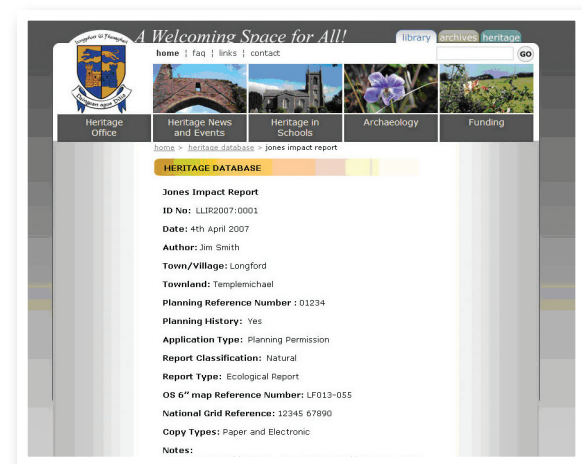 A Welcoming Space for All!
library archives heritage
home ¦ faq ¦ links ¦ contact
GO
Heritage Office
Heritage News and Events
Heritage in Schools
Archaeology
Funding
home > heritage database > jones impact report
HERITAGE DATABASE
Jones Impact Report
ID No: LLIR2007:0001
Date: 4th April 2007
Author: Jim Smith
Town/Village: Longford
Townland: Templemichael
Planning Reference Number : 01234
Planning History: Yes
Application Type: Planning Permission
Report Classification: Natural
Report Type: Ecological Report
OS 6” map Reference Number: LF013-055
National Grid Reference: 12345 67890
Copy Types: Paper and Electronic
Notes: